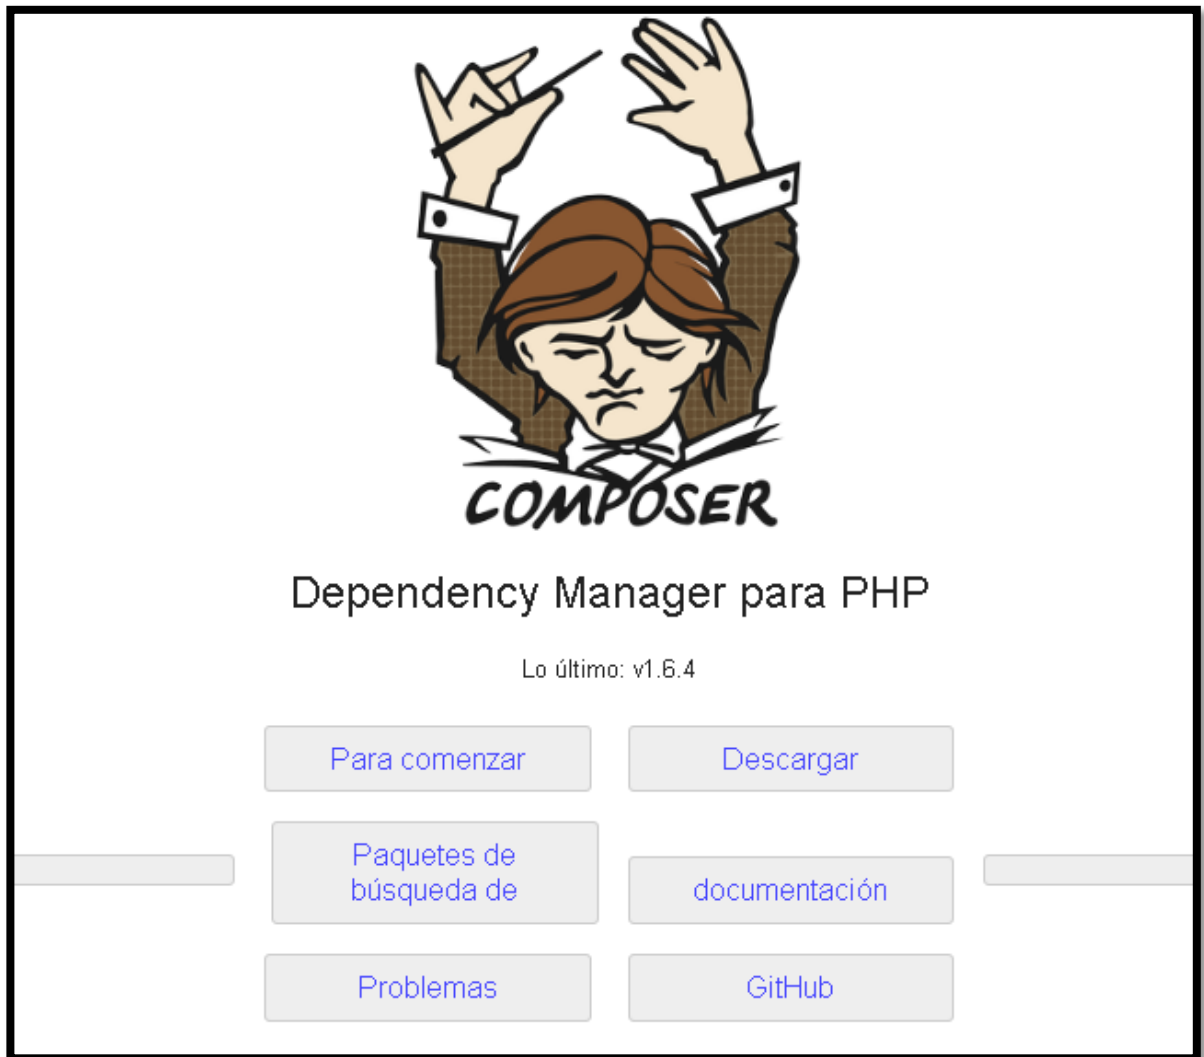 COMPOSER
Dependency Manager para PHP
Lo último: v1.6.4
Para comenzar
Descargar
Paquetes de
búsqueda de
documentación
Problemas
GitHub